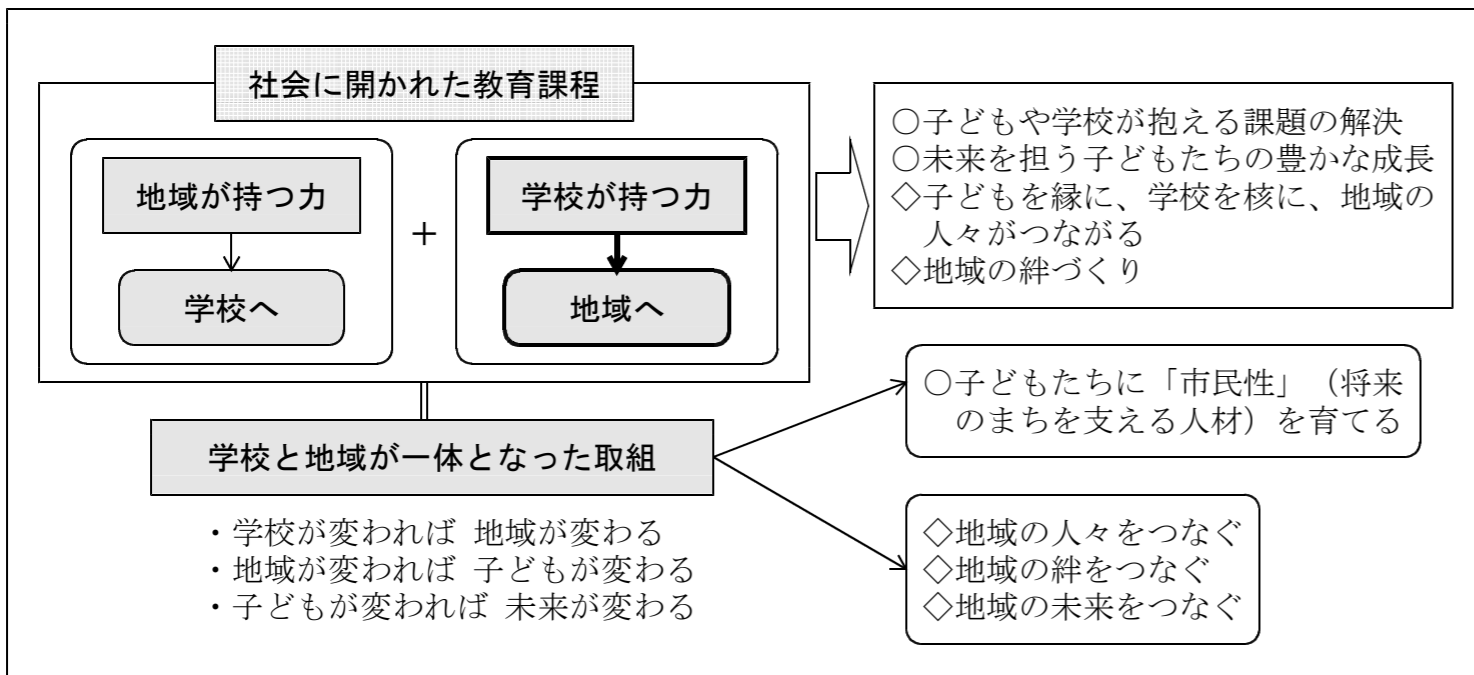 社会に開かれた教育課程
地域が持つ力
学校へ
+
学校が持つ力
地域へ
○子どもや学校が抱える課題の解決
○未来を担う子どもたちの豊かな成長
◇子どもを縁に、学校を核に、地域の
人々がつながる
◇地域の絆づくり
学校と地域が一体となった取組
・学校が変われば 地域が変わる
・地域が変われば 子どもが変わる
・子どもが変われば 未来が変わる
○子どもたちに「市民性」（将来
のまちを支える人材）を育てる
◇地域の人々をつなぐ
◇地域の絆をつなぐ
◇地域の未来をつなぐ